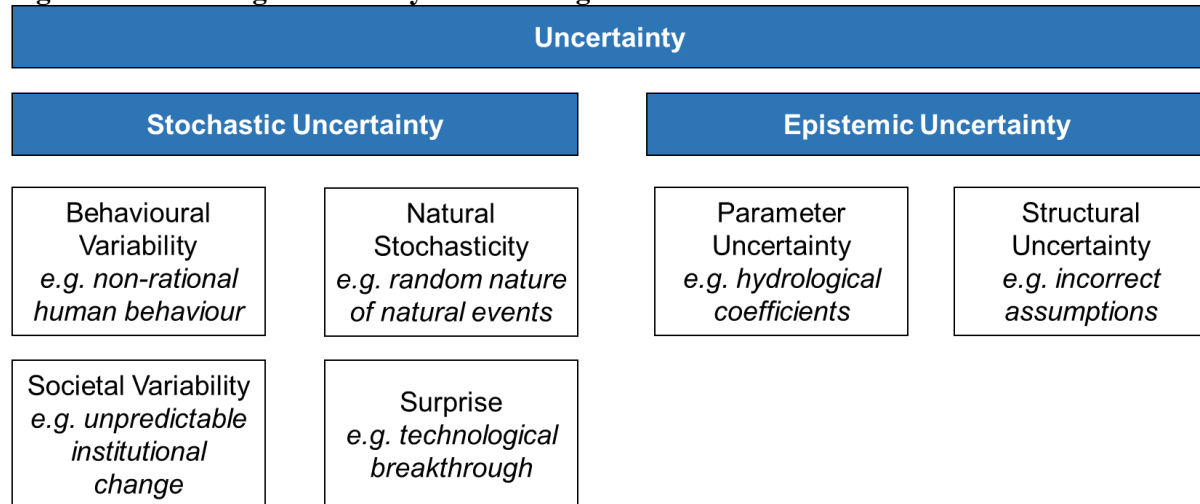 Uncertainty
Stochastic Uncertainty
Epistemic Uncertainty
Behavioural
Variability
e.g. non-rational
human behaviour
Natural
Stochasticity
e.g. random nature
of natural events
Parameter
Uncertainty
e.g. hydrological
coefficients
Structural
Uncertainty
e.g. incorrect
assumptions
Societal Variability
e.g. unpredictable
institutional
change
Surprise
e.g. technological
breakthrough